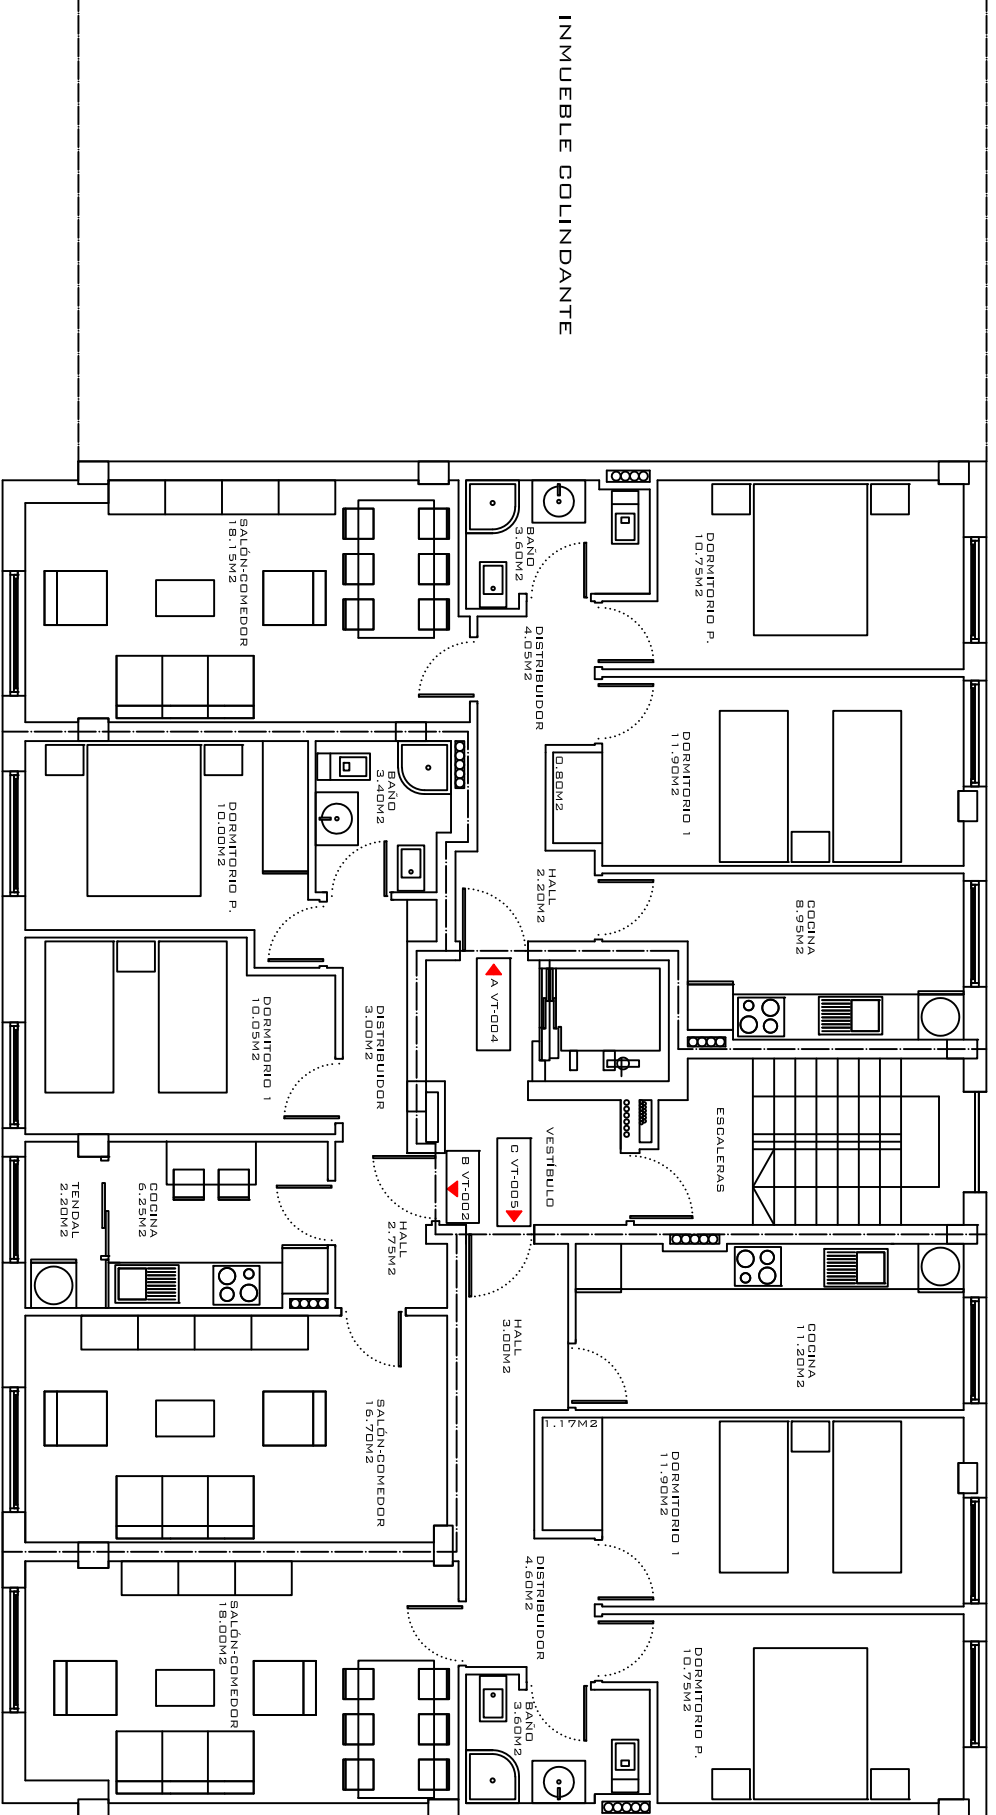 INMUEBLE COLINDANTE
DORMITORIO P.
10.75M2
BAÑO
3.60M2
SALÓN-COMEDOR
18.15M2
DISTRIBUIDOR
4.05M2
DORMITORIO 1
11.90M2
0.80M2
HALL
2.20M2
COCINA
8.95M2
BAÑO
3.40M2
DORMITORIO P.
10.00M2
DORMITORIO 1
10.05M2
DISTRIBUIDOR
3.00M2
A VT-004
ESCALERAS
VESTÍBULO
C VT-005
B VT-002
HALL
2.75M2
COCINA
6.25M2
TENDAL
2.20M2
HALL
3.00M2
COCINA
11.20M2
1.17M2
SALÓN-COMEDOR
16.70M2
DORMITORIO 1
11.90M2
DISTRIBUIDOR
4.60M2
SALÓN-COMEDOR
18.00M2
DORMITORIO P.
10.75M2
BAÑO
3.60M2